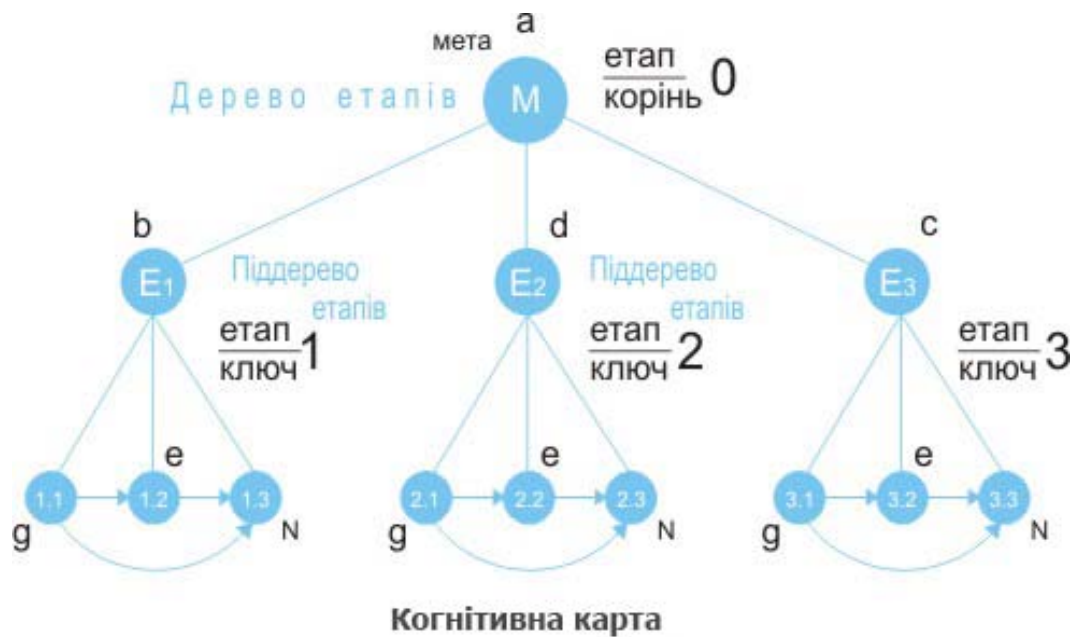 a
мета
етап
корінь 0
Дерево етапів
M
b
d
c
E1
Піддерево
етапів
E2
Піддерево
етапів
E3
етап
ключ 1
етап
ключ 2
етап
ключ 3
e
e
e
1.1
1.2
1.3
2.1
2.2
2.3
3.1
3.2
3.3
g
N
g
N
g
N
Когнітивна карта